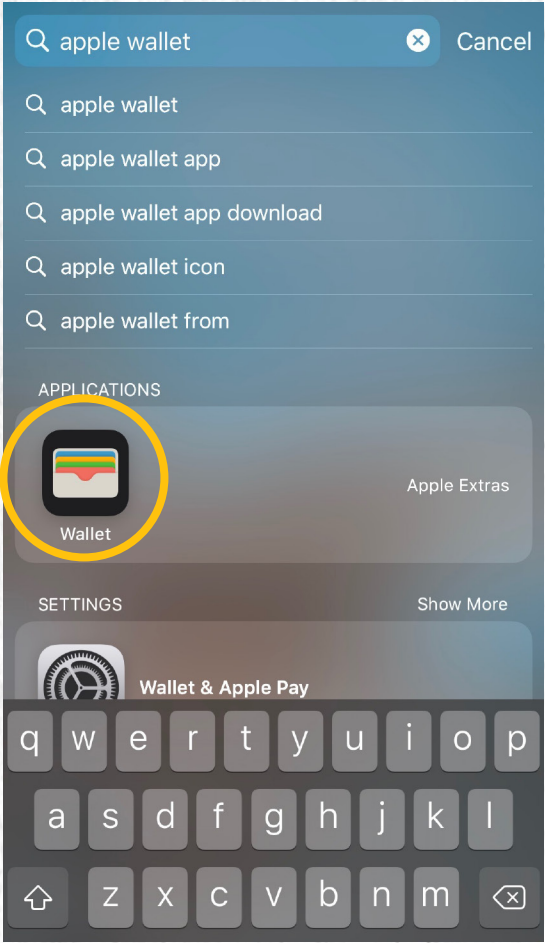 apple wallet Cancel
apple wallet
apple wallet app
apple wallet app download
apple wallet icon
apple wallet from
APPLICATIONS
Apple Extras
Wallet
SETTINGS Show More
Wallet & Apple Pay
q w e r t y u i o p
a s d f g h j k l
z x c v b n m